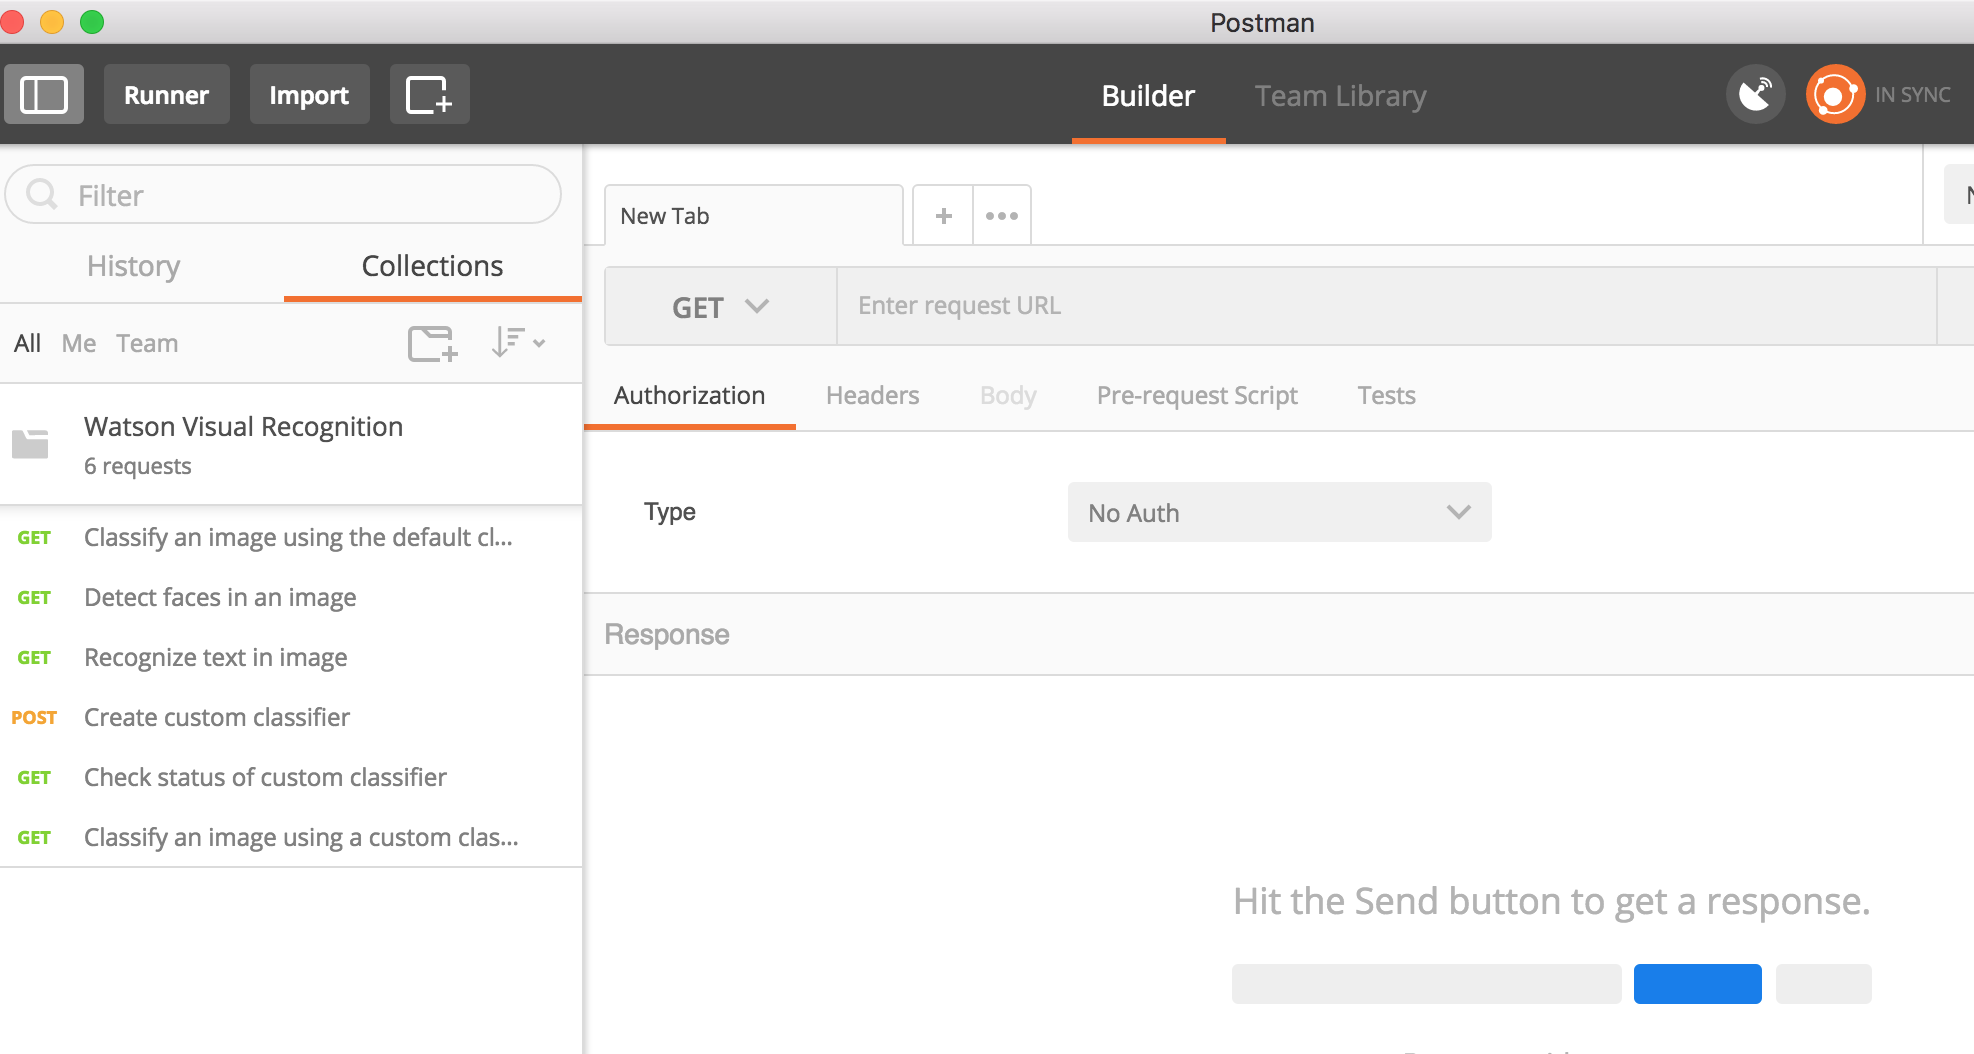 Postman
Runner
Import
Builder
Team Library
IN SYNC
Filter
History
Collections
All
Me
Team
Watson Visual Recognition
6 requests
GET Classify an image using the default cl...
GET Detect faces in an image
GET Recognize text in image
POST Create custom classifier
GET Check status of custom classifier
GET Classify an image using a custom clas...
New Tab
GET
Enter request URL
Authorization
Headers
Body
Pre-request Script
Tests
Type
No Auth
Response
Hit the Send button to get a response.